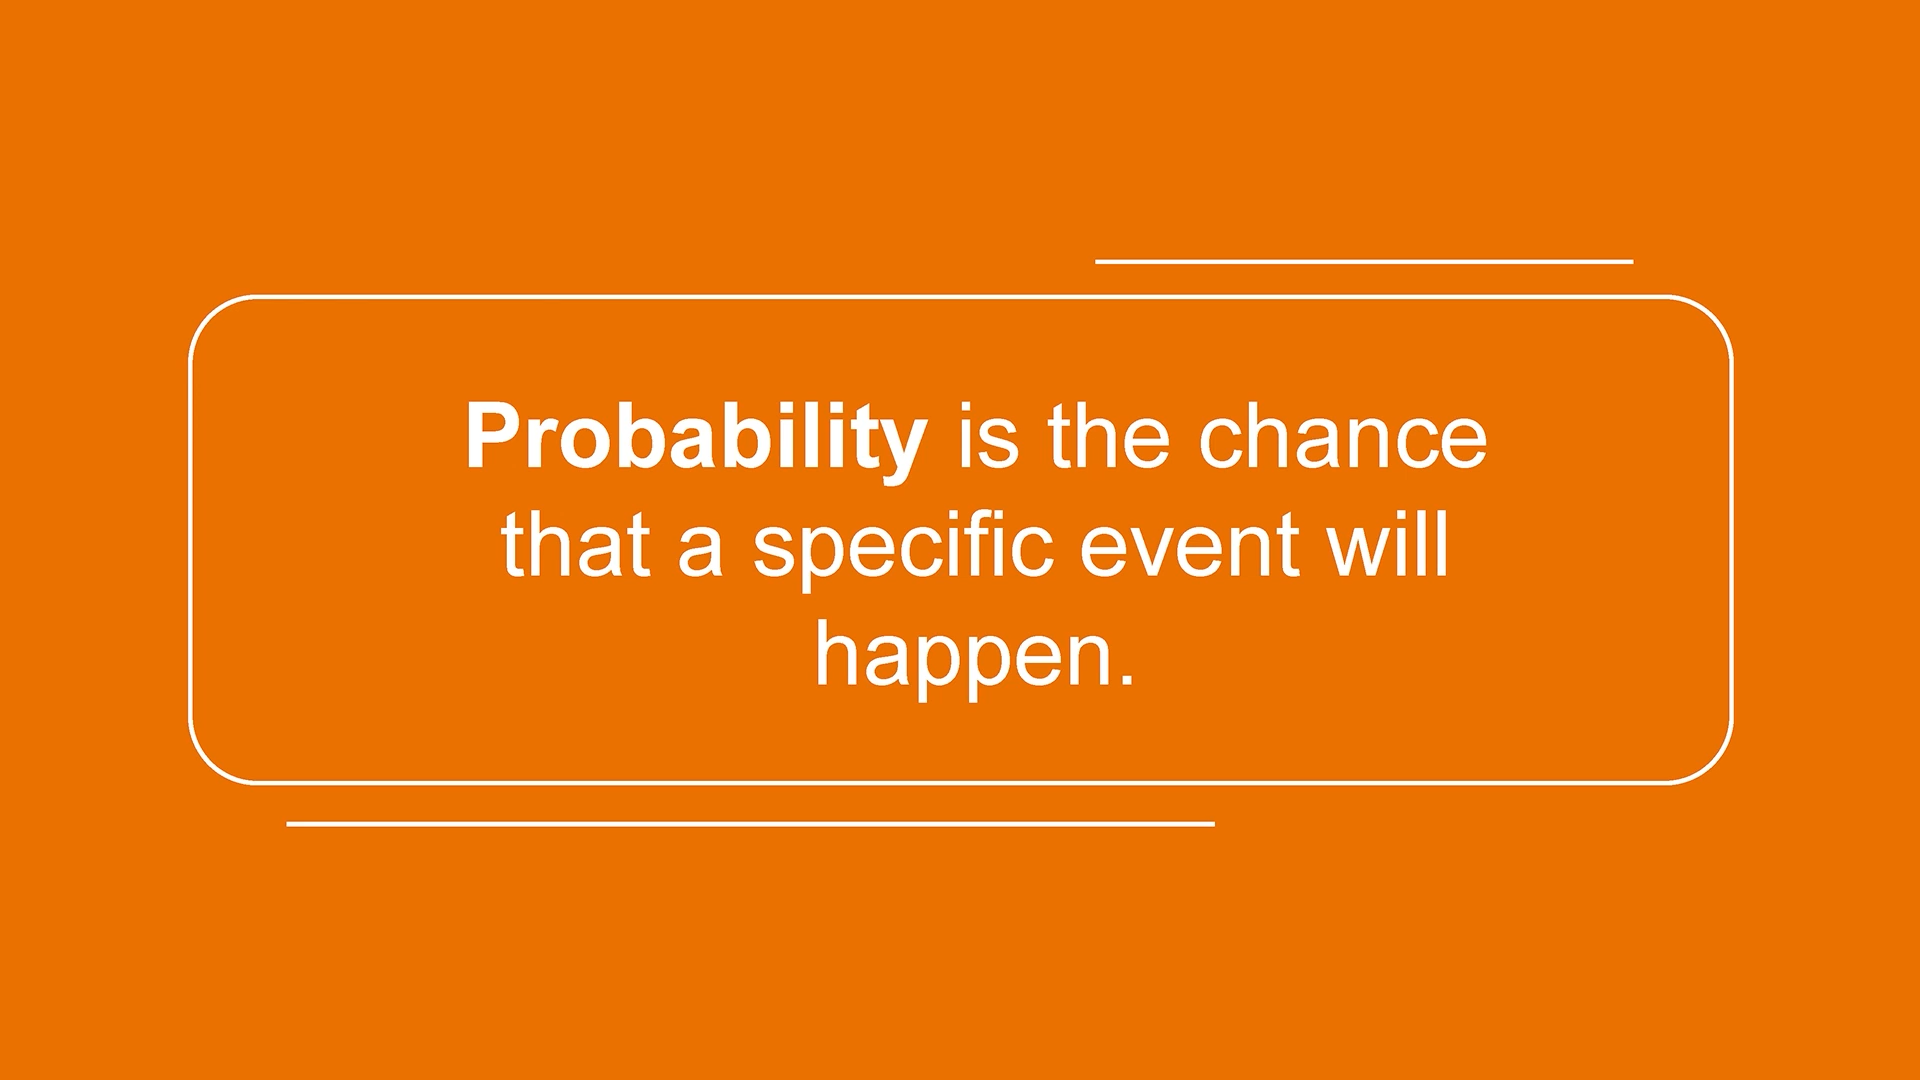 Probability is the chance
that a specific event will
happen.